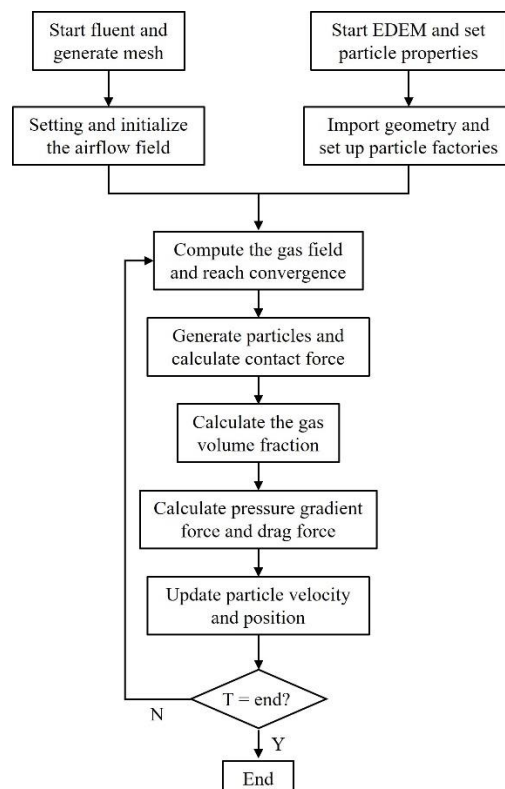 Start fluent and
generate mesh
Start EDEM and set
particle properties
Setting and initialize
the airflow field
Import geometry and
set up particle factories
Compute the gas field
and reach convergence
Generate particles and
calculate contact force
Calculate the gas
volume fraction
Calculate pressure gradient
force and drag force
Update particle velocity
and position
T = end?
N
Y
End